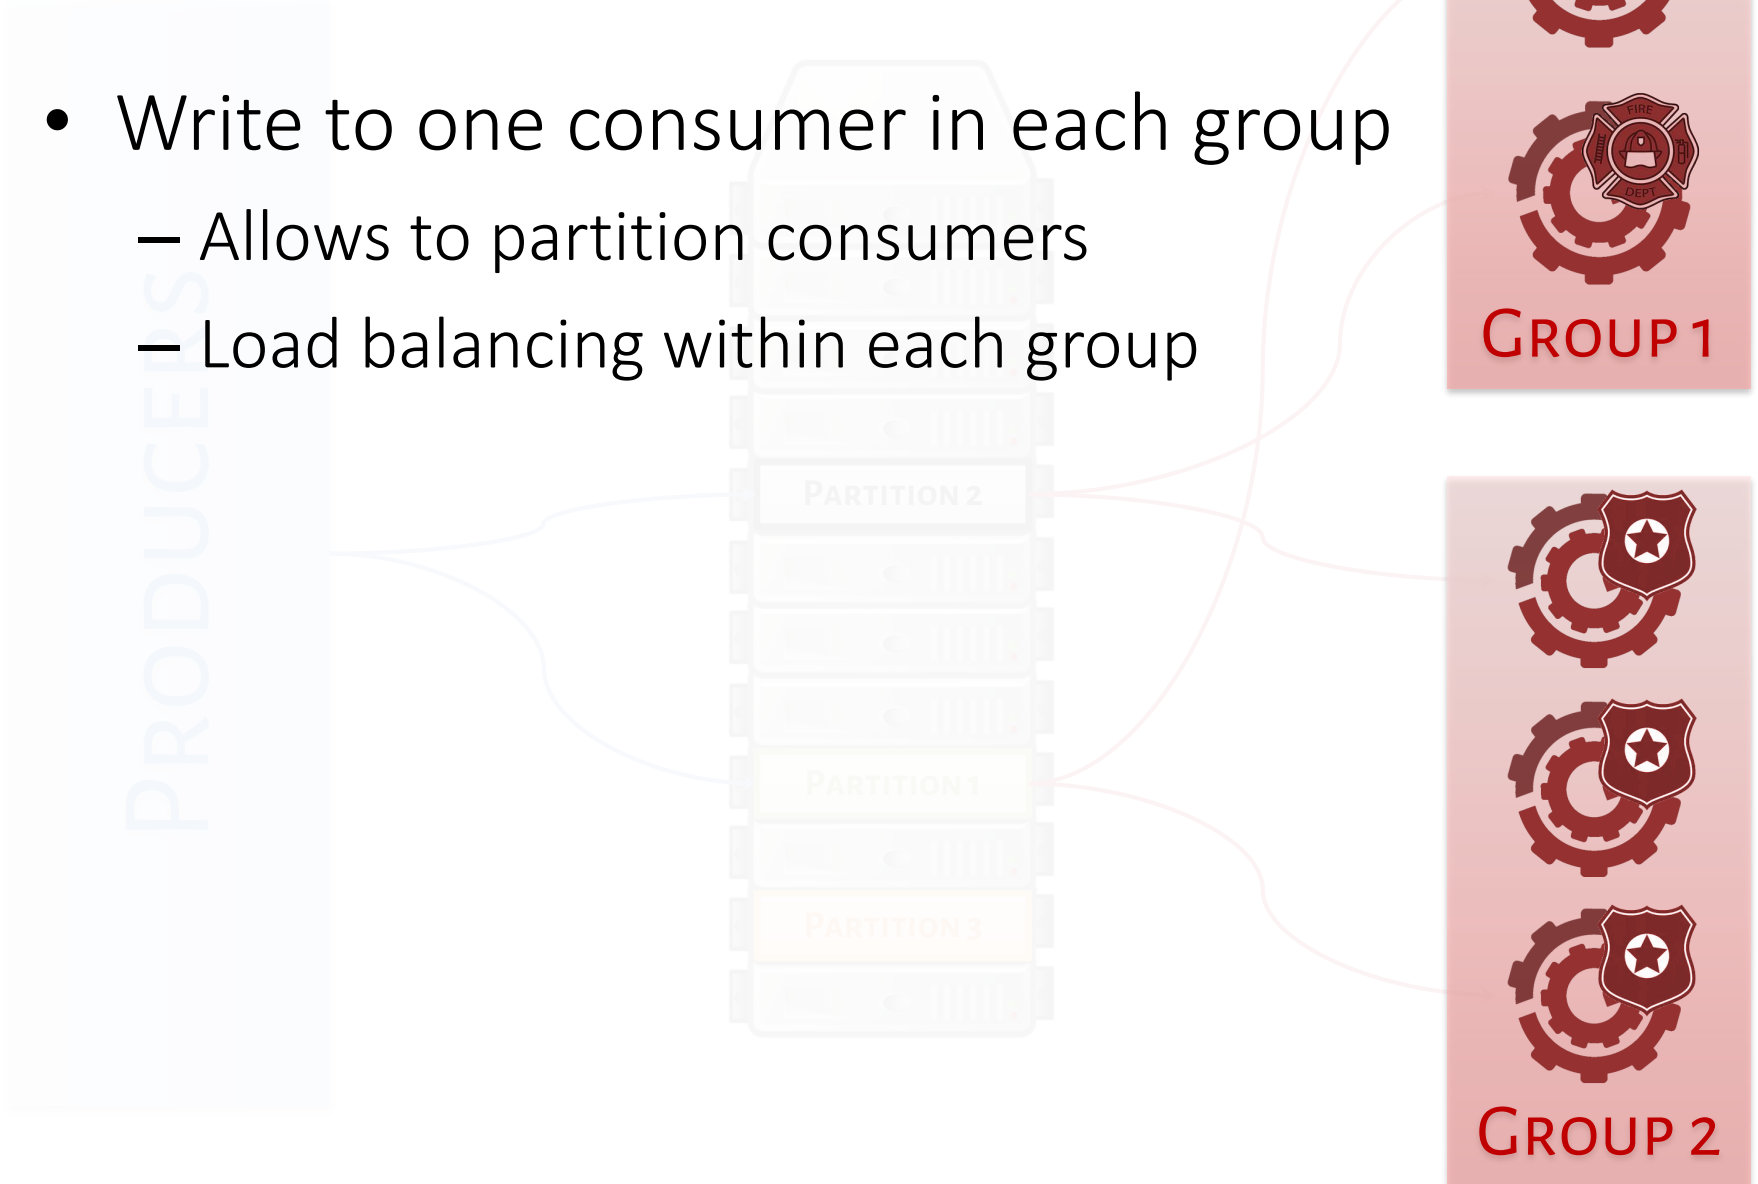 • Write to one consumer in each group
– Allows to partition consumers
– Load balancing within each group
PRODUCERS
PARTITION 2
PARTITION 1
PARTITION 3
FIRE
DEPT
GROUP 1
GROUP 2